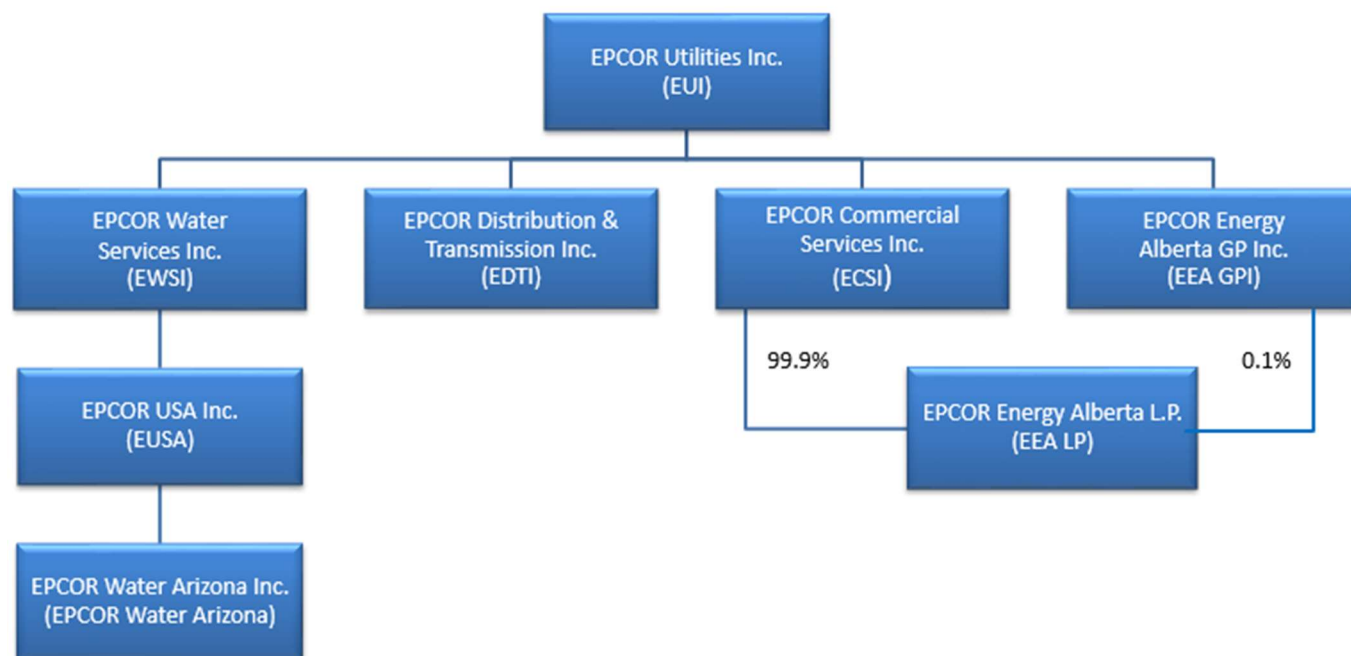 EPCOR Utilities Inc.
(EUI)
EPCOR Water
Services Inc.
(EWSI)
EPCOR Distribution &
Transmission Inc.
(EDTI)
EPCOR Commercial
Services Inc.
(ECSI)
EPCOR Energy
Alberta GP Inc.
(EEA GPI)
99.9%
0.1%
EPCOR USA Inc.
(EUSA)
EPCOR Energy Alberta L.P.
(EEA LP)
EPCOR Water Arizona Inc.
(EPCOR Water Arizona)